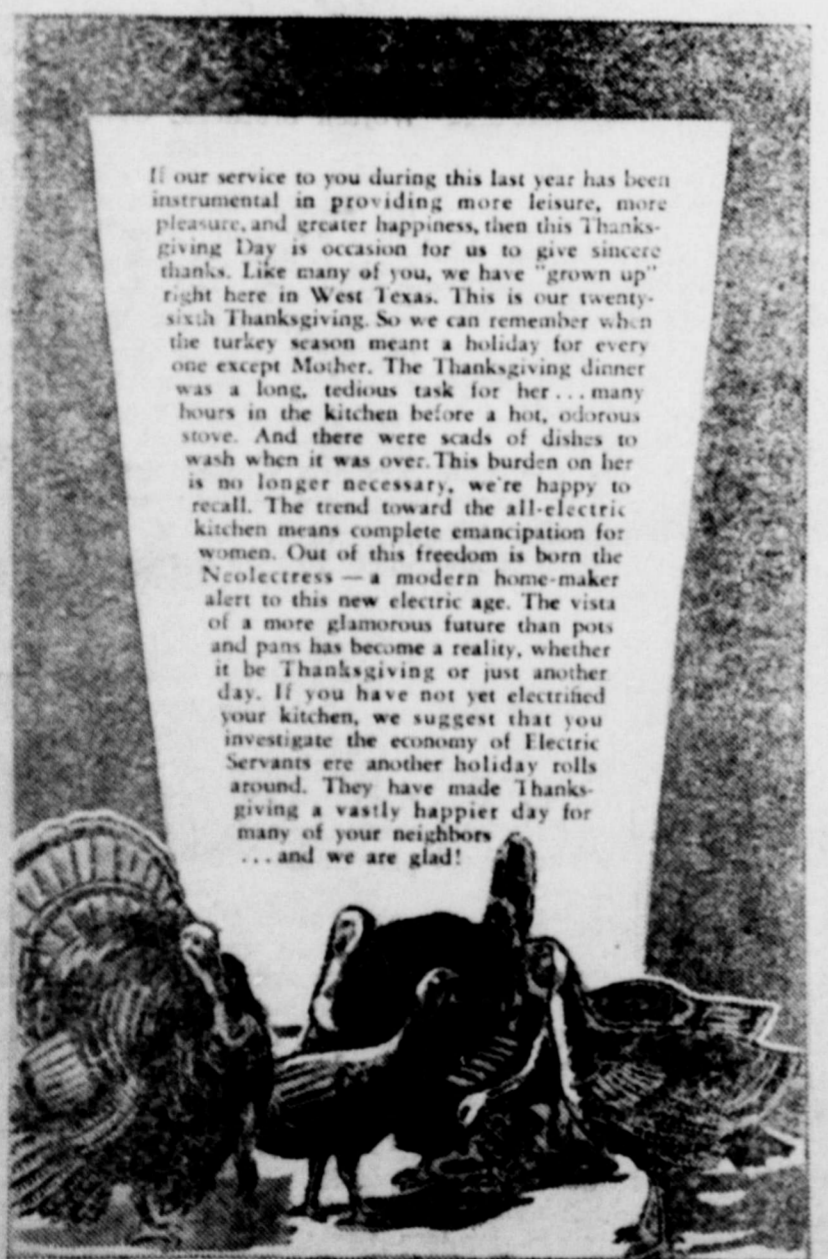 If our service to you during this last year has been
instrumental in providing more leisure, more
pleasure, and greater happiness, then this Thanks-
giving Day is occasion for us to give sincere
thanks. Like many of you, we have "grown up"
right here in West Texas. This is our twenty-
sixth Thanksgiving. So we can remember when
the turkey season meant a holiday for every
one except Mother. The Thanksgiving dinner
was a long, tedious task for her ... many
hours in the kitchen before a hot, odorous
stove. And there were scads of dishes to
wash when it was over. This burden on her
is no longer necessary, we're happy to
recall. The trend toward the all-electric
kitchen means complete emancipation for
women. Out of this freedom is born the
Neolectress — a modern home-maker
alert to this new electric age. The vista
of a more glamorous future than pots
and pans has become a reality, whether
it be Thanksgiving or just another
day. If you have not yet electrified
your kitchen, we suggest that you
investigate the economy of Electric
Servants ere another holiday rolls
around. They have made Thanks-
giving a vastly happier day for
many of your neighbors
... and we are glad!